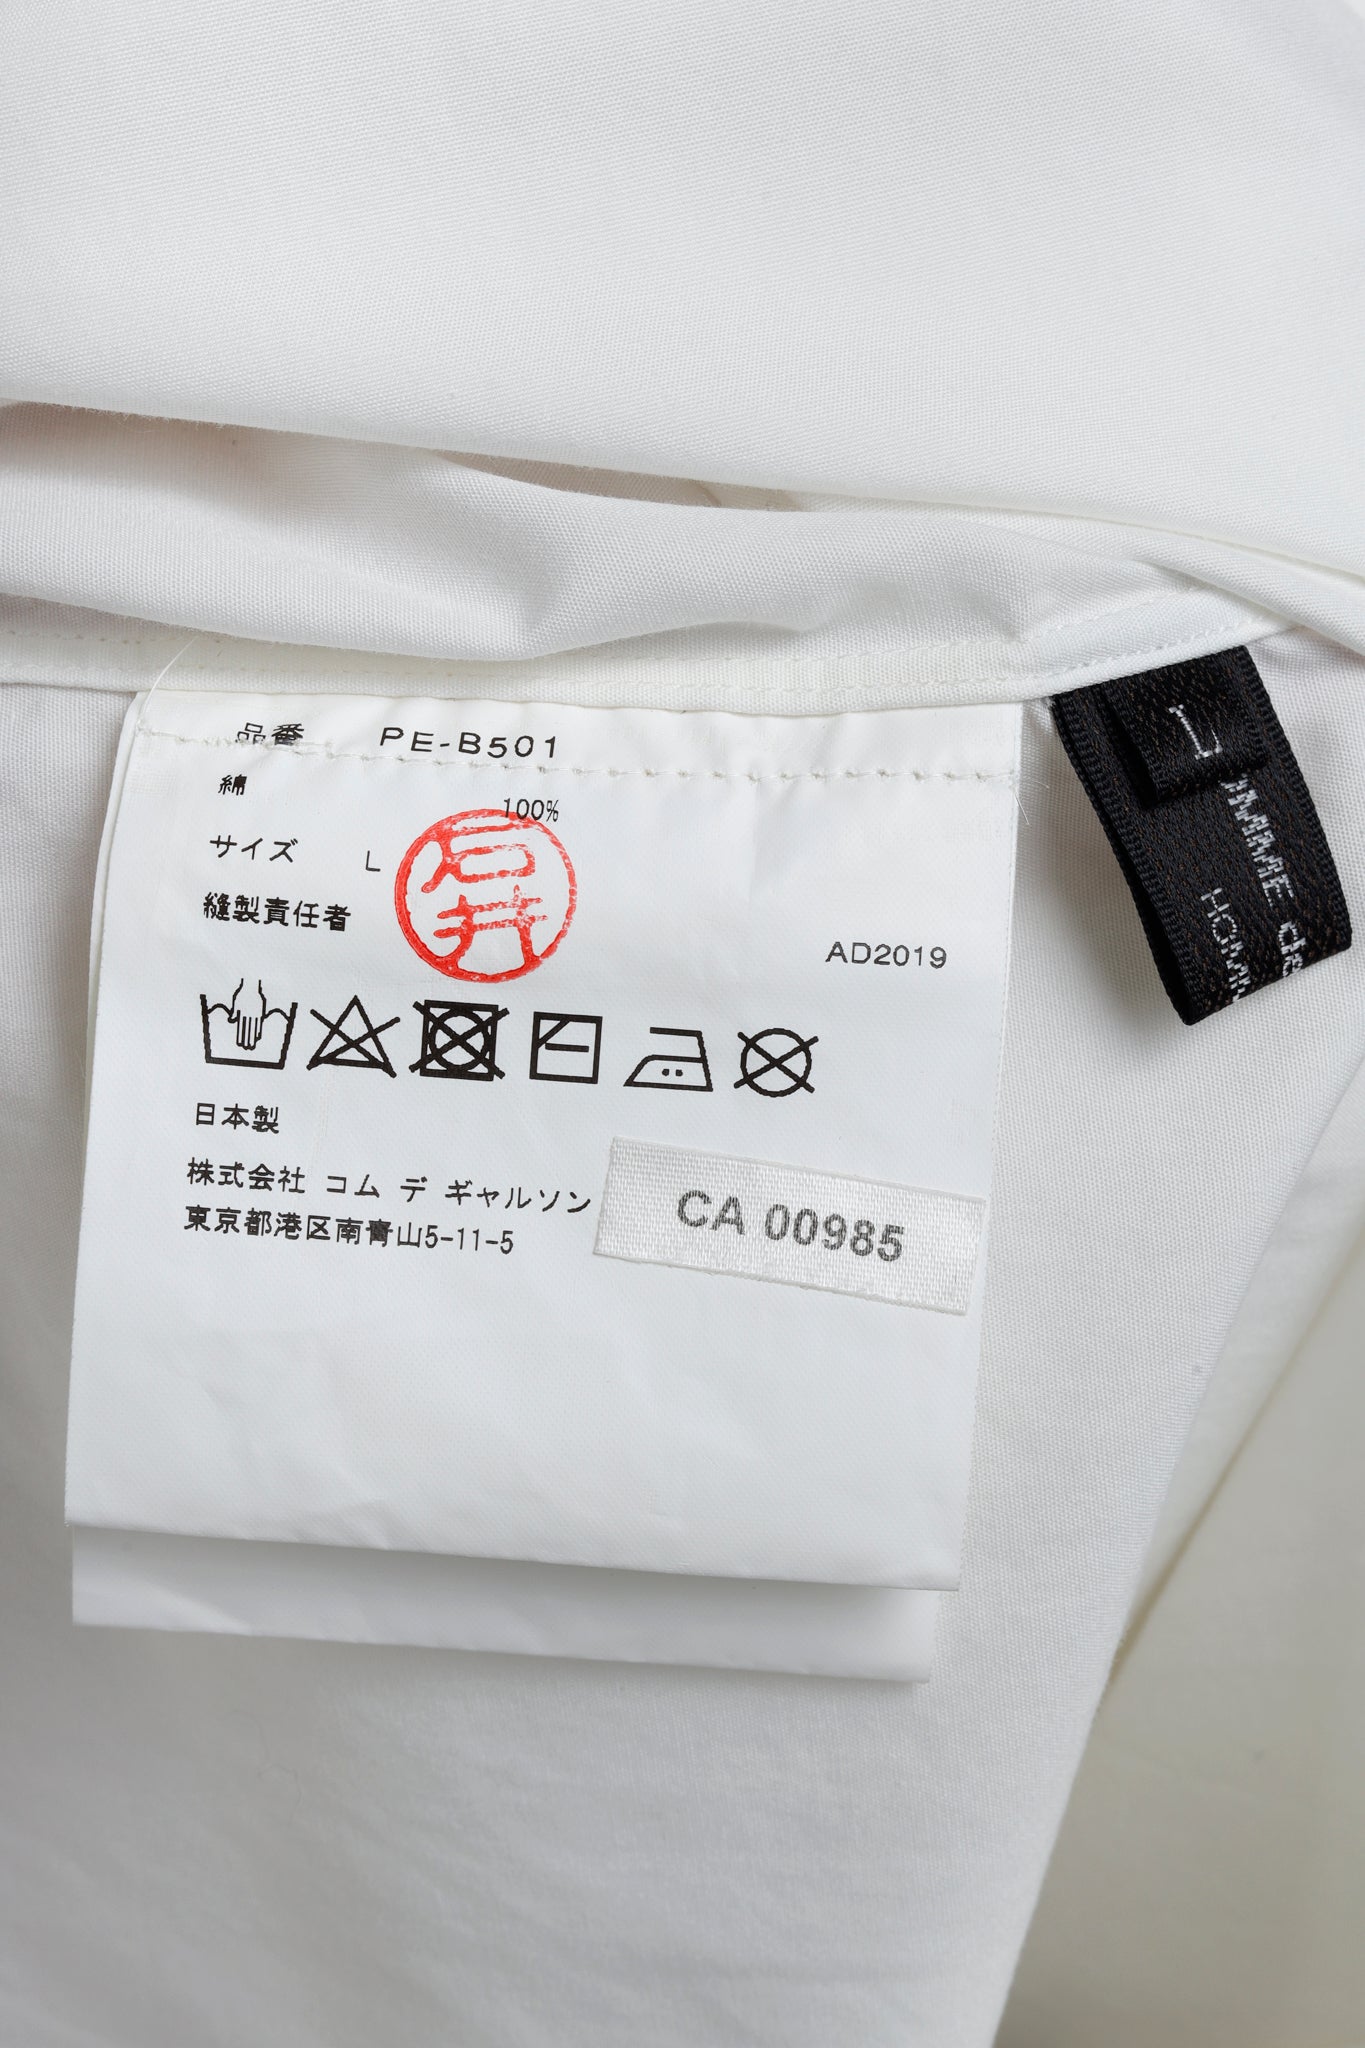 品番 PE-B501
綿 100%
サイズ L
縫製責任者 石井
AD2019
日本製
株式会社 コム デ ギャルソン
東京都港区南青山5-11-5
CA 00985
L